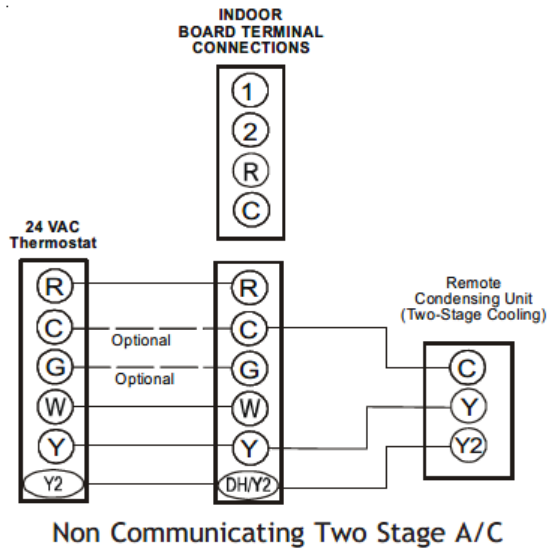 INDOOR
BOARD TERMINAL
CONNECTIONS
1
2
R
C
24 VAC
Thermostat
R
C
G
W
Y
Y2
Optional
Optional
R
C
G
W
Y
DH/Y2
Remote
Condensing Unit
(Two-Stage Cooling)
C
Y
Y2
Non Communicating Two Stage A/C